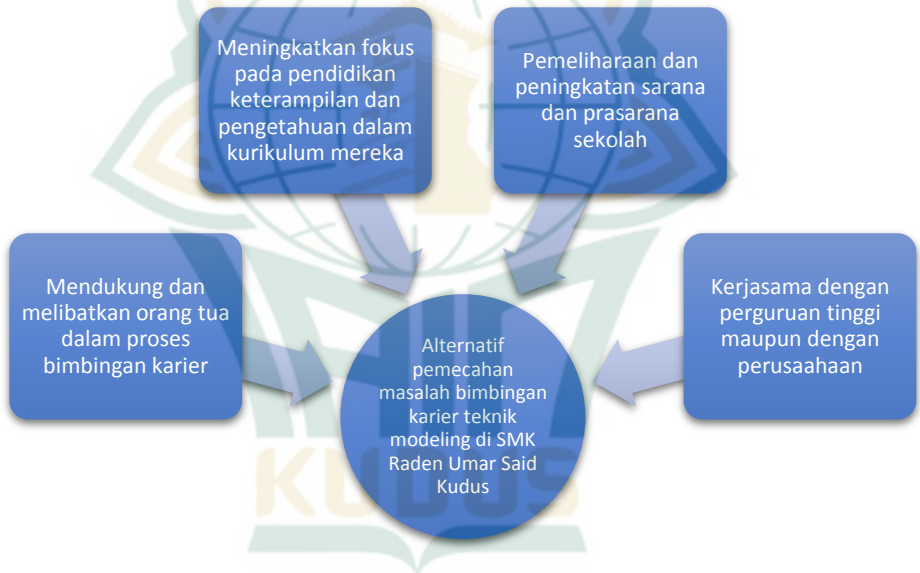 Meningkatkan fokus
pada pendidikan
keterampilan dan
pengetahuan dalam
kurikulum mereka
Pemeliharaan dan
peningkatan sarana
dan prasarana
sekolah
Mendukung dan
melibatkan orang tua
dalam proses
bimbingan karier
Kerjasama dengan
perguruan tinggi
maupun dengan
perusaahaan
Alternatif
pemecahan
masalah bimbingan
karier teknik
modeling di SMK
Raden Umar Said
Kudus
KUDUS